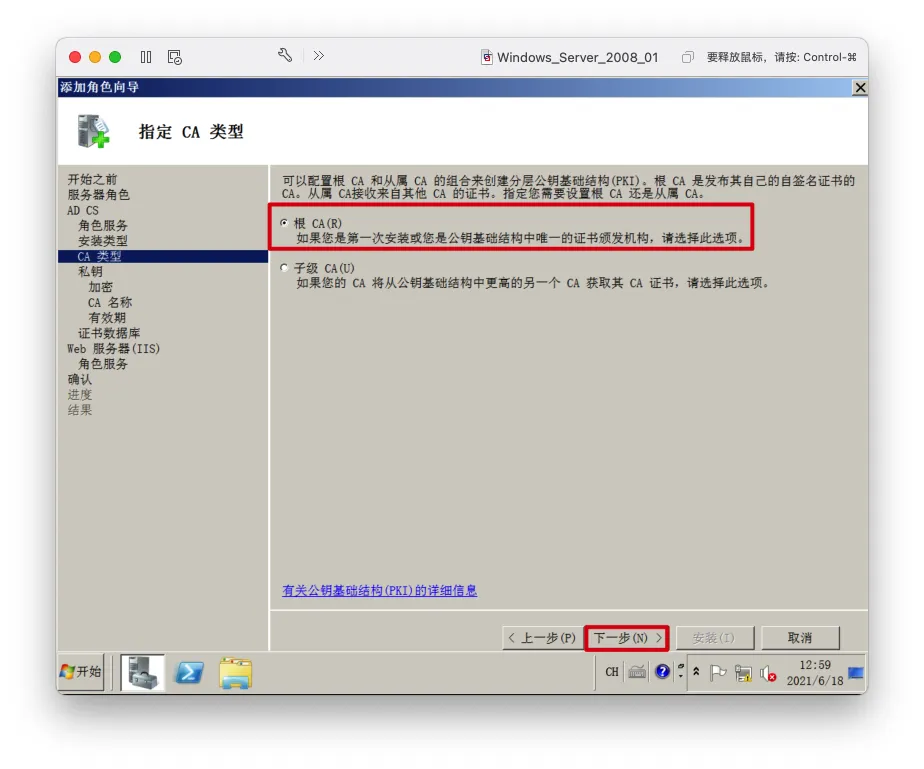 Windows_Server_2008_01
要释放鼠标，请按: Control-⌘
添加角色向导
指定 CA 类型
开始之前
服务器角色
AD CS
角色服务
安装类型
CA 类型
私钥
加密
CA 名称
有效期
证书数据库
Web 服务器(IIS)
角色服务
确认
进度
结果
可以配置根 CA 和从属 CA 的组合来创建分层公钥基础结构(PKI)。根 CA 是发布其自己的自签名证书的
CA。从属 CA接收来自其他 CA 的证书。指定您需要设置根 CA 还是从属 CA。
根 CA(R)
如果您是第一次安装或您是公钥基础结构中唯一的证书颁发机构，请选择此选项。
子级 CA(U)
如果您的 CA 将从公钥基础结构中更高的另一个 CA 获取其 CA 证书，请选择此选项。
有关公钥基础结构(PKI)的详细信息
< 上一步(P)
下一步(N) >
安装(I)
取消
开始
CH
12:59
2021/6/18